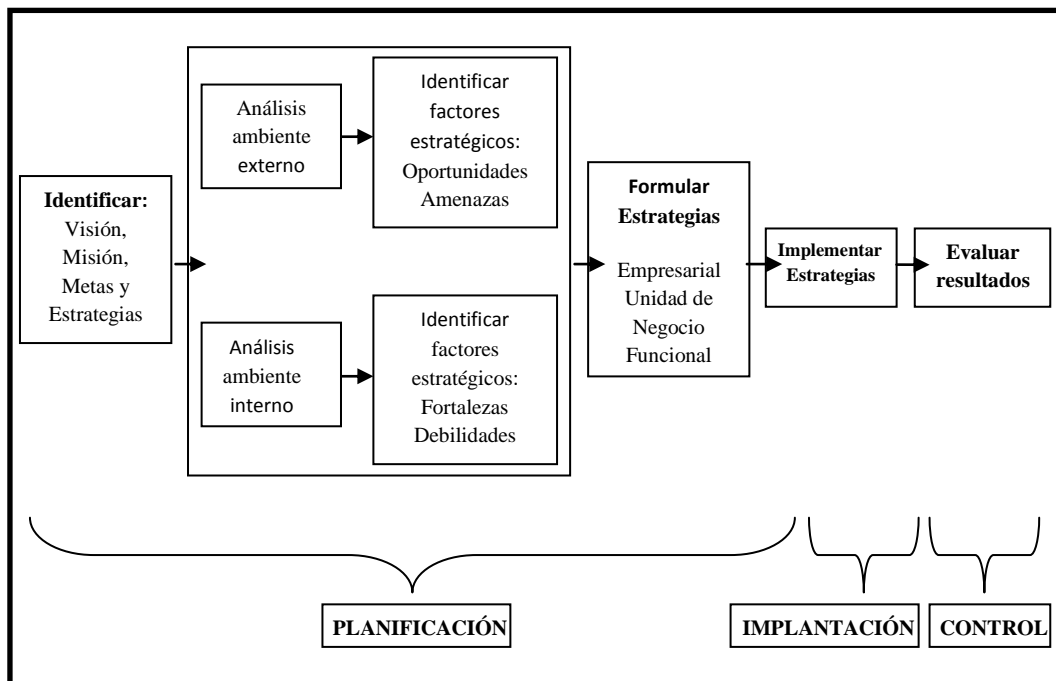 Identificar:
Visión,
Misión,
Metas y
Estrategias
Análisis
ambiente
externo
Identificar
factores
estratégicos:
Oportunidades
Amenazas
Análisis
ambiente
interno
Identificar
factores
estratégicos:
Fortalezas
Debilidades
Formular
Estrategias
Empresarial
Unidad de
Negocio
Funcional
Implementar
Estrategias
Evaluar
resultados
PLANIFICACIÓN
IMPLANTACIÓN
CONTROL